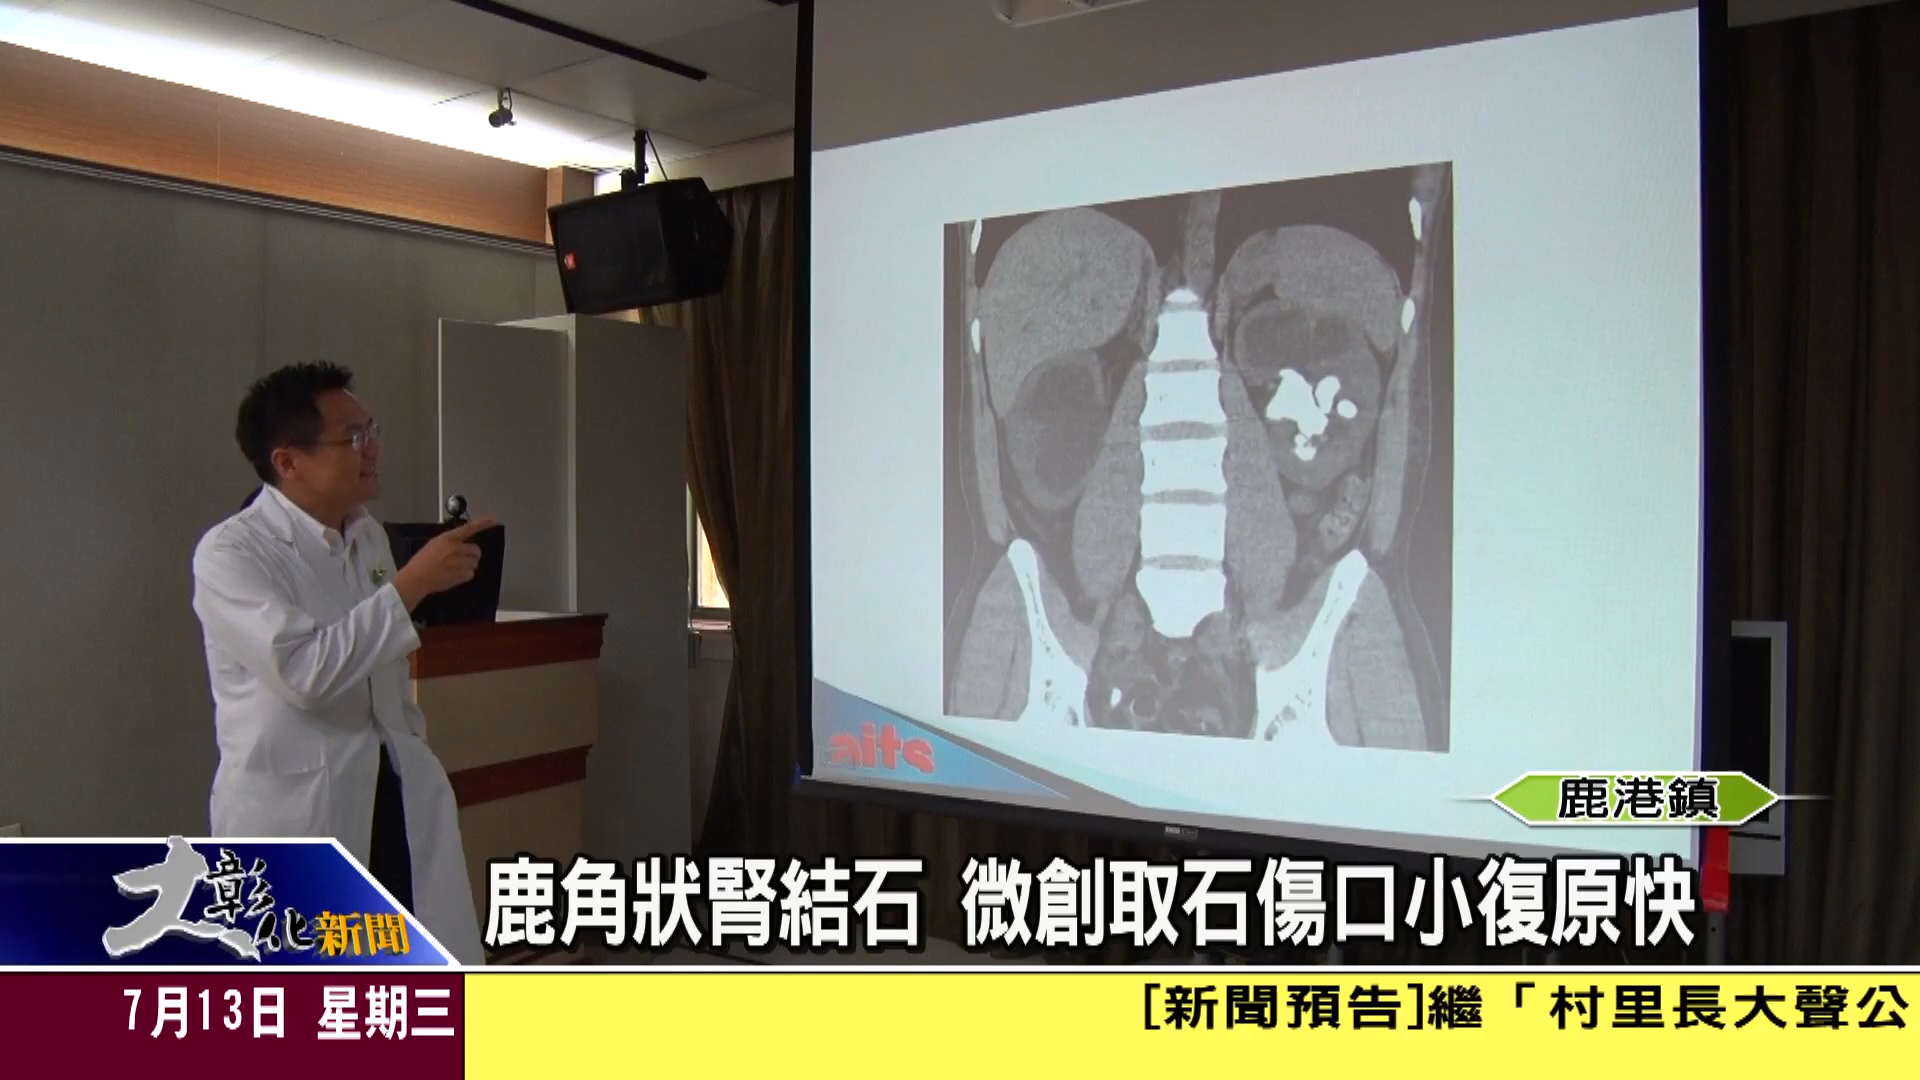 鹿港鎮
大彰化新聞
鹿角狀腎結石 微創取石傷口小復原快
7月13日 星期三
[新聞預告]繼「村里長大聲公